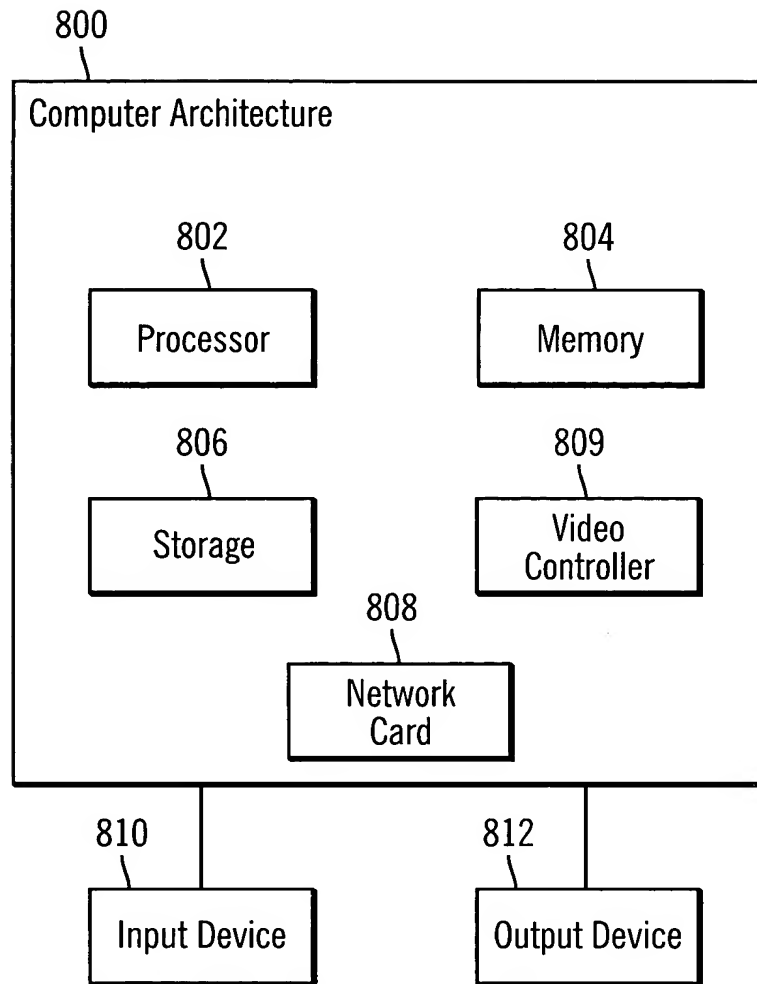 800
Computer Architecture
802
804
Processor
Memory
806
809
Storage
Video
Controller
808
Network
Card
810
812
Input Device
Output Device